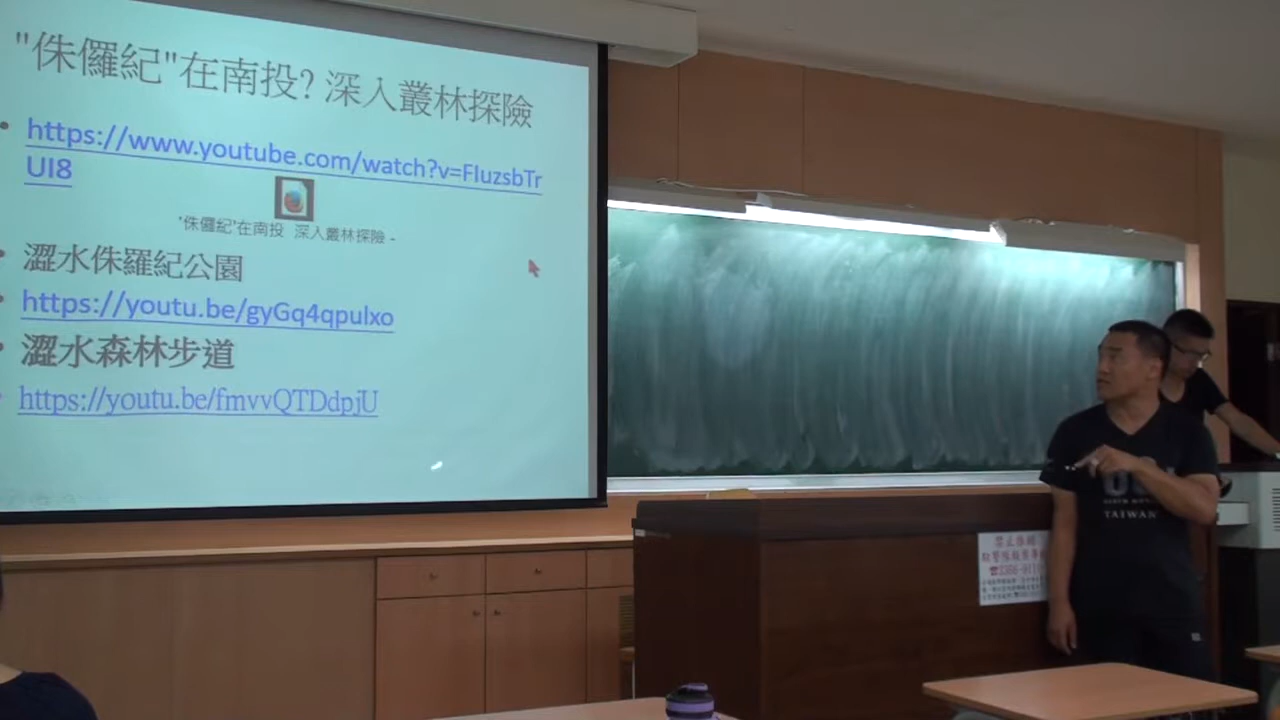 "侏儸紀"在南投? 深入叢林探險
https://www.youtube.com/watch?v=FluzsbTr
UI8
"侏儸紀"在南投 深入叢林探險 -
澀水侏羅紀公園
https://youtu.be/gyGq4qpulxo
澀水森林步道
https://youtu.be/fmvvQTDdpjU
TAIWAN